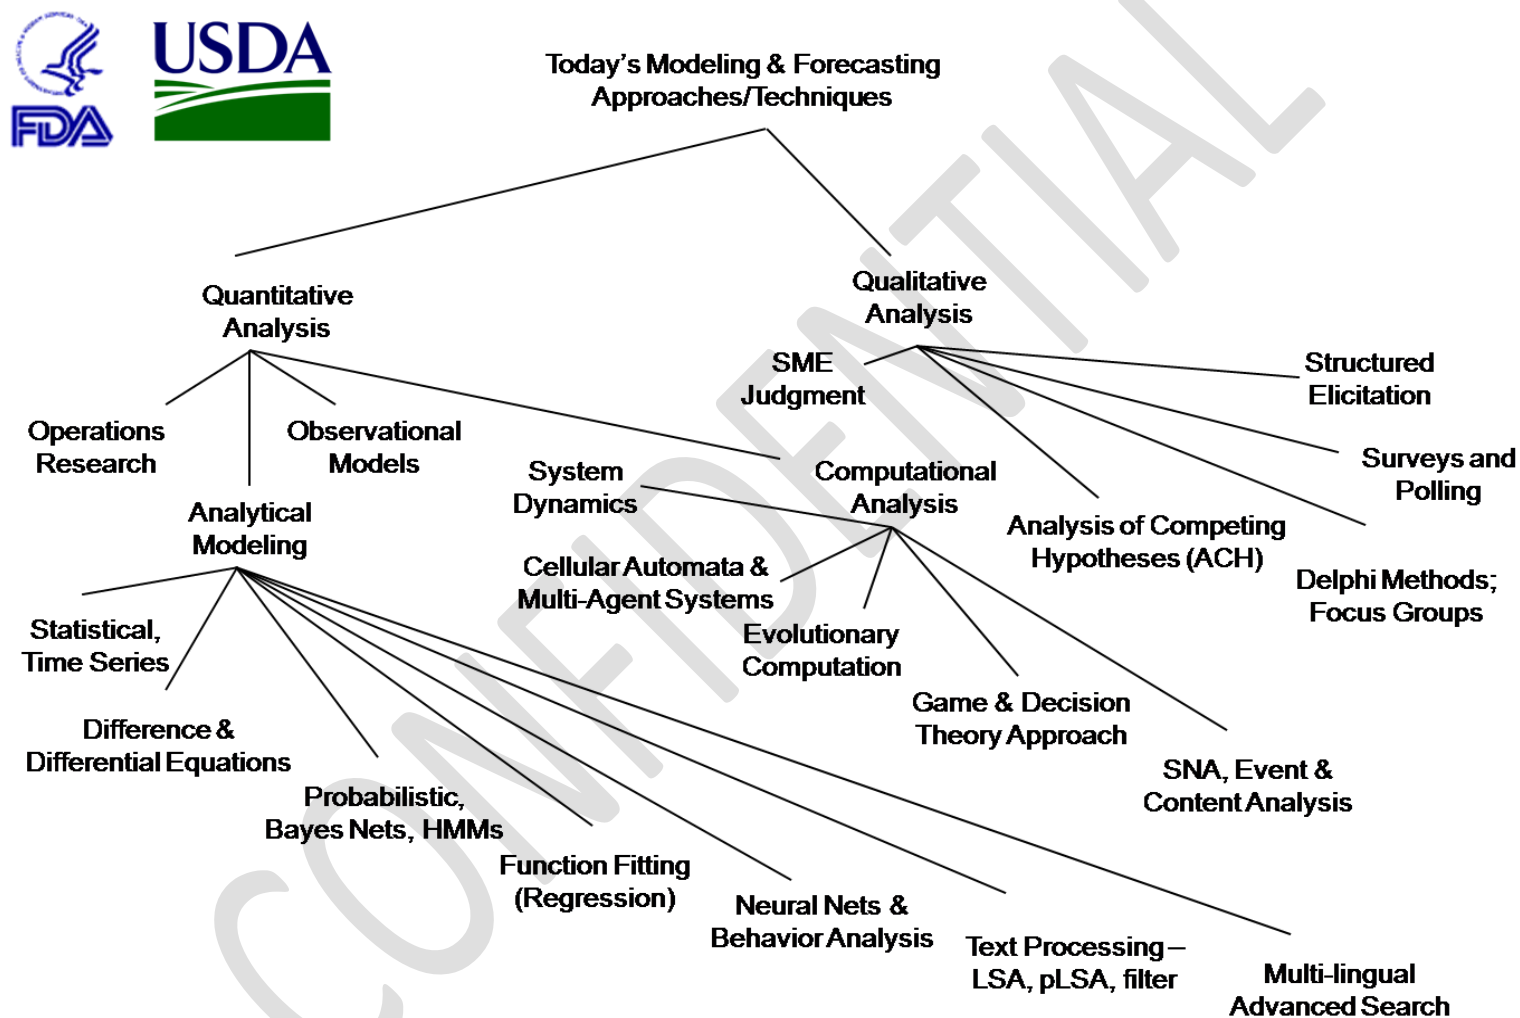 FDA
USDA
Today's Modeling & Forecasting
Approaches/Techniques
Quantitative
Analysis
Qualitative
Analysis
SME
Judgment
Structured
Elicitation
Operations
Research
Observational
Models
System
Dynamics
Computational
Analysis
Surveys and
Polling
Analytical
Modeling
Analysis of Competing
Hypotheses (ACH)
Cellular Automata &
Multi-Agent Systems
Delphi Methods;
Focus Groups
Statistical,
Time Series
Evolutionary
Computation
Game & Decision
Theory Approach
Difference &
Differential Equations
SNA, Event &
Content Analysis
Probabilistic,
Bayes Nets, HMMs
Function Fitting
(Regression)
Neural Nets &
Behavior Analysis
Text Processing –
LSA, pLSA, filter
Multi-lingual
Advanced Search
CONFIDENTIAL